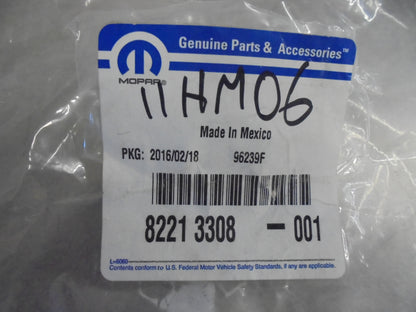 Genuine Parts & Accessories™
MOPAR®
11HM06
Made In Mexico
PKG: 2016/02/18 96239F
8221 3308 - 001
L-6060
Contents conform to U.S. Federal Motor Vehicle Safety Standards, if any are applicable.